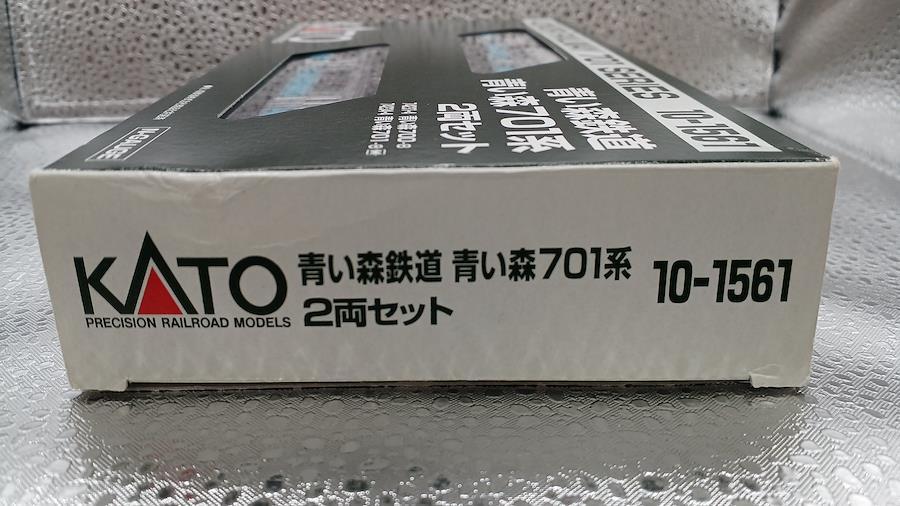 10-1561
青い森鉄道
青い森701系
2両セット
N GAUGE
KATO
PRECISION RAILROAD MODELS
青い森鉄道 青い森701系
2両セット
10-1561